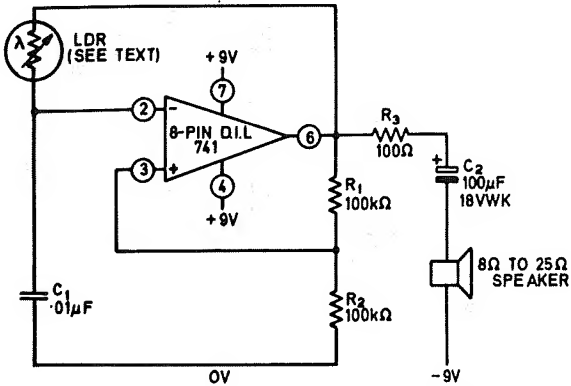 λ
LDR
(SEE TEXT)
+9V
7
2
-
8-PIN D.I.L
741
6
3
+
4
+9V
R3
100Ω
+
C2
100μF
18VWK
R1
100kΩ
C1
.01μF
R2
100kΩ
8Ω TO 25Ω
SPEAKER
0V
-9V